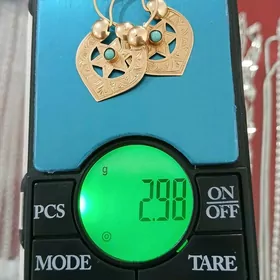 g
2.98
PCS
ON
OFF
MODE
TARE